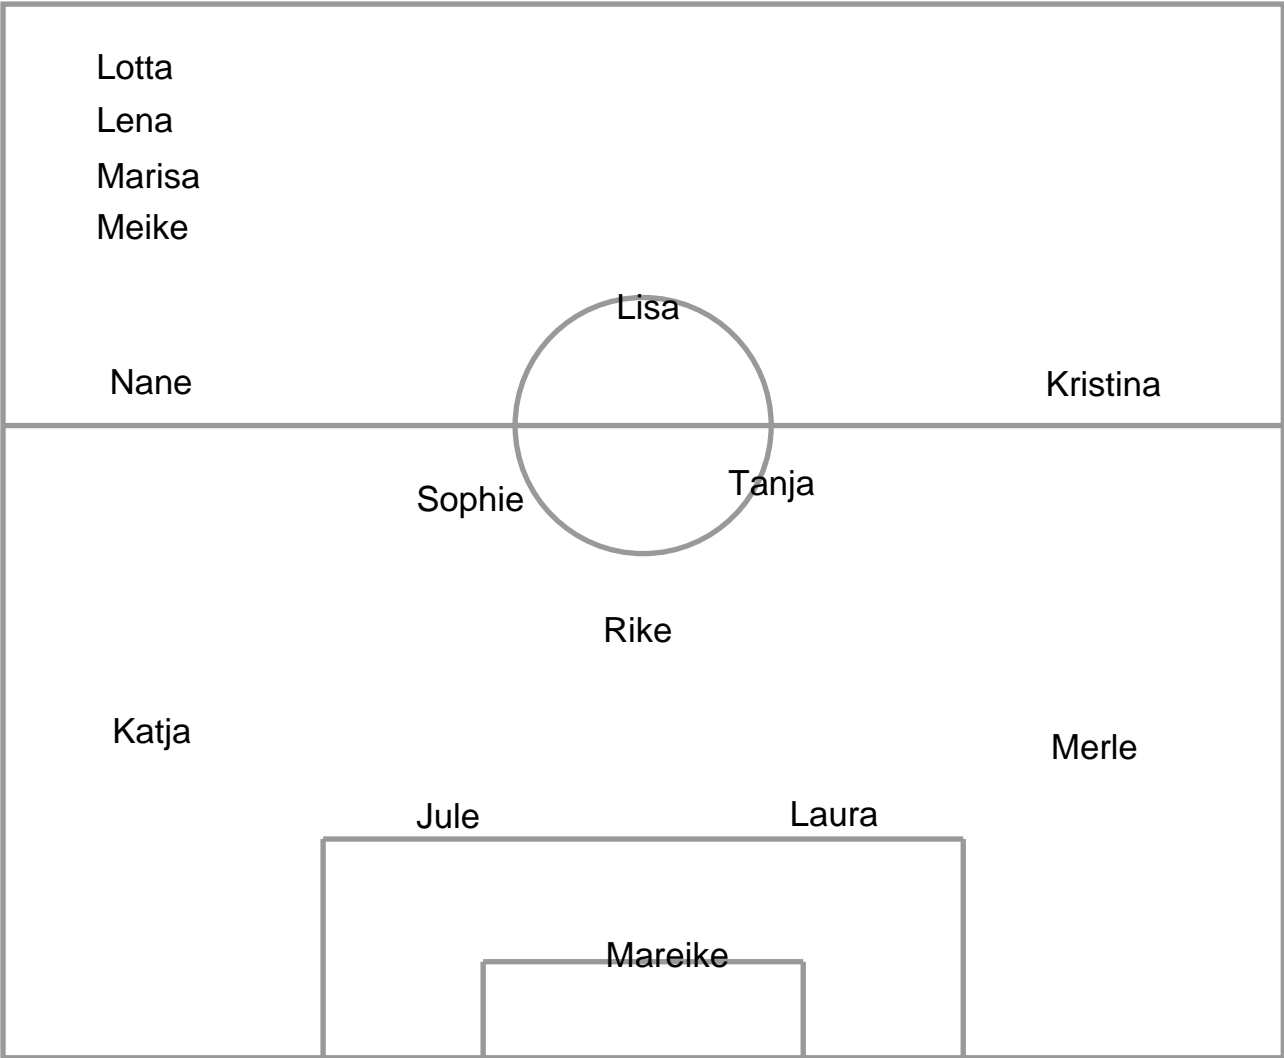 Lotta
Lena
Marisa
Meike
Lisa
Nane
Kristina
Sophie
Tanja
Rike
Katja
Merle
Jule
Laura
Mareike